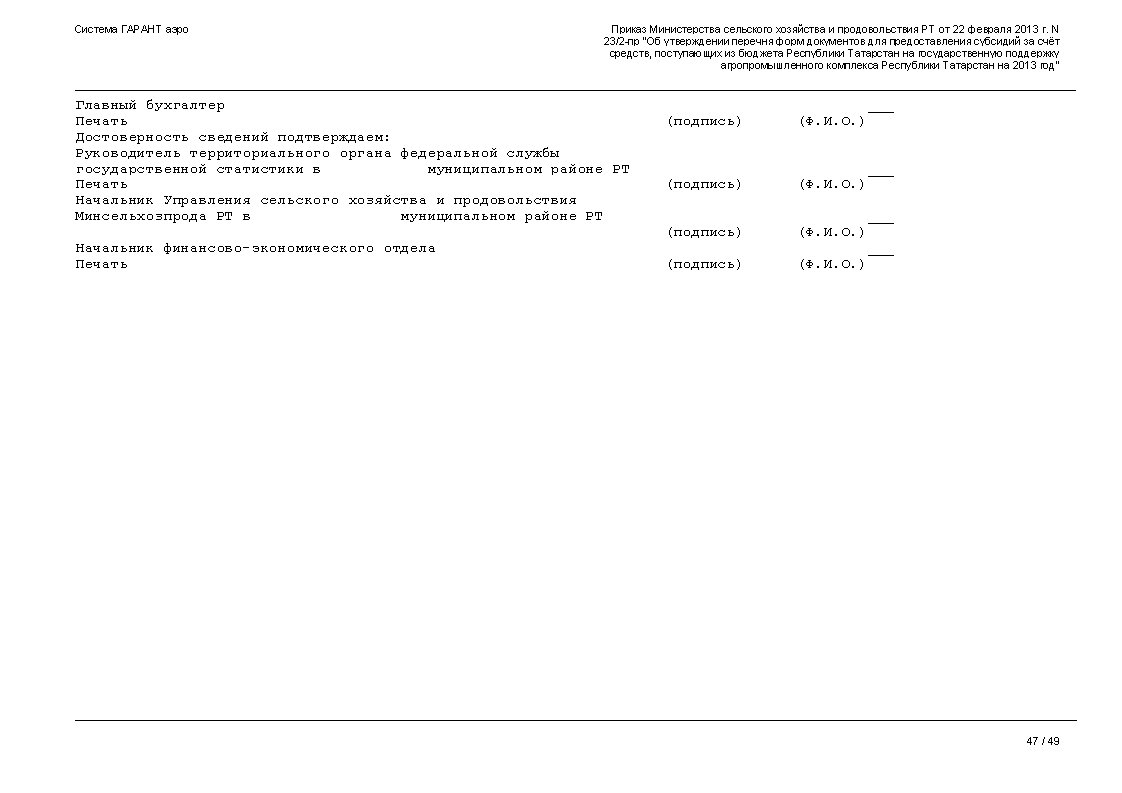 Система ГАРАНТ аэро
Приказ Министерства сельского хозяйства и продовольствия РТ от 22 февраля 2013 г. N
23/2-пр "Об утверждении перечня форм документов для предоставления субсидий за счёт
средств, поступающих из бюджета Республики Татарстан на государственную поддержку
агропромышленного комплекса Республики Татарстан на 2013 год"
Главный бухгалтер ___
Печать (подпись) (Ф.И.О.)
Достоверность сведений подтверждаем:
Руководитель территориального органа федеральной службы
государственной статистики в муниципальном районе РТ ___
Печать (подпись) (Ф.И.О.)
Начальник Управления сельского хозяйства и продовольствия
Минсельхозпрода РТ в муниципальном районе РТ ___
(подпись) (Ф.И.О.)
Начальник финансово-экономического отдела ___
Печать (подпись) (Ф.И.О.)
47 / 49